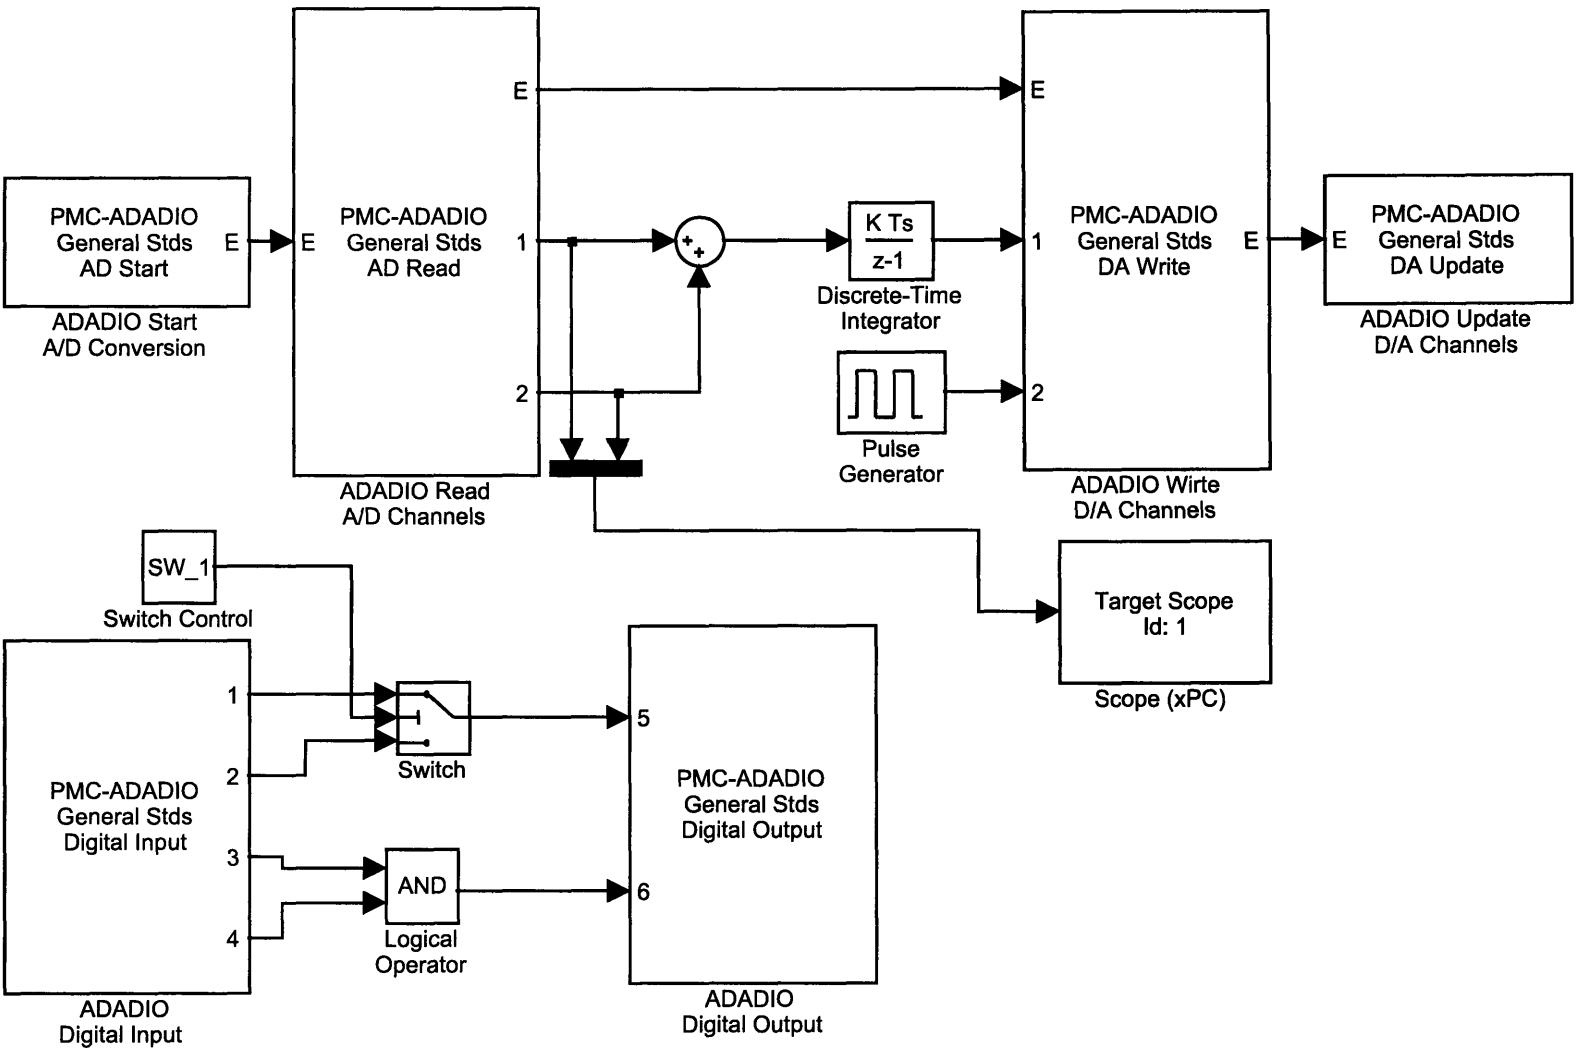 PMC-ADADIO
General Stds
AD Start
E
ADADIO Start
A/D Conversion
E
PMC-ADADIO
General Stds
AD Read
E
1
2
ADADIO Read
A/D Channels
+
+
K Ts
z-1
Discrete-Time
Integrator
Pulse
Generator
E
1
2
PMC-ADADIO
General Stds
DA Write
E
ADADIO Wirte
D/A Channels
E
PMC-ADADIO
General Stds
DA Update
ADADIO Update
D/A Channels
Target Scope
Id: 1
Scope (xPC)
SW_1
Switch Control
PMC-ADADIO
General Stds
Digital Input
1
2
3
4
ADADIO
Digital Input
Switch
AND
Logical
Operator
5
6
PMC-ADADIO
General Stds
Digital Output
ADADIO
Digital Output